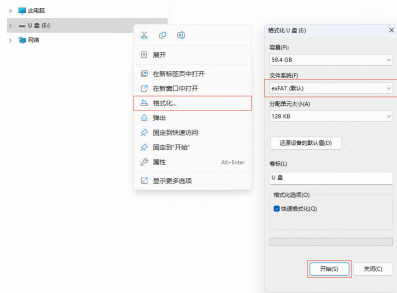 此电脑
U 盘 (E:)
网络
展开
在新标签页中打开
在新窗口中打开
格式化...
弹出
固定到快速访问
固定到"开始"
属性 Alt+Enter
显示更多选项
格式化 U 盘 (E:)
容量(P):
59.4 GB
文件系统(F)
exFAT (默认)
分配单元大小(A)
128 KB
还原设备的默认值(D)
卷标(L)
U 盘
格式化选项(O)
快速格式化(Q)
开始(S)
关闭(C)